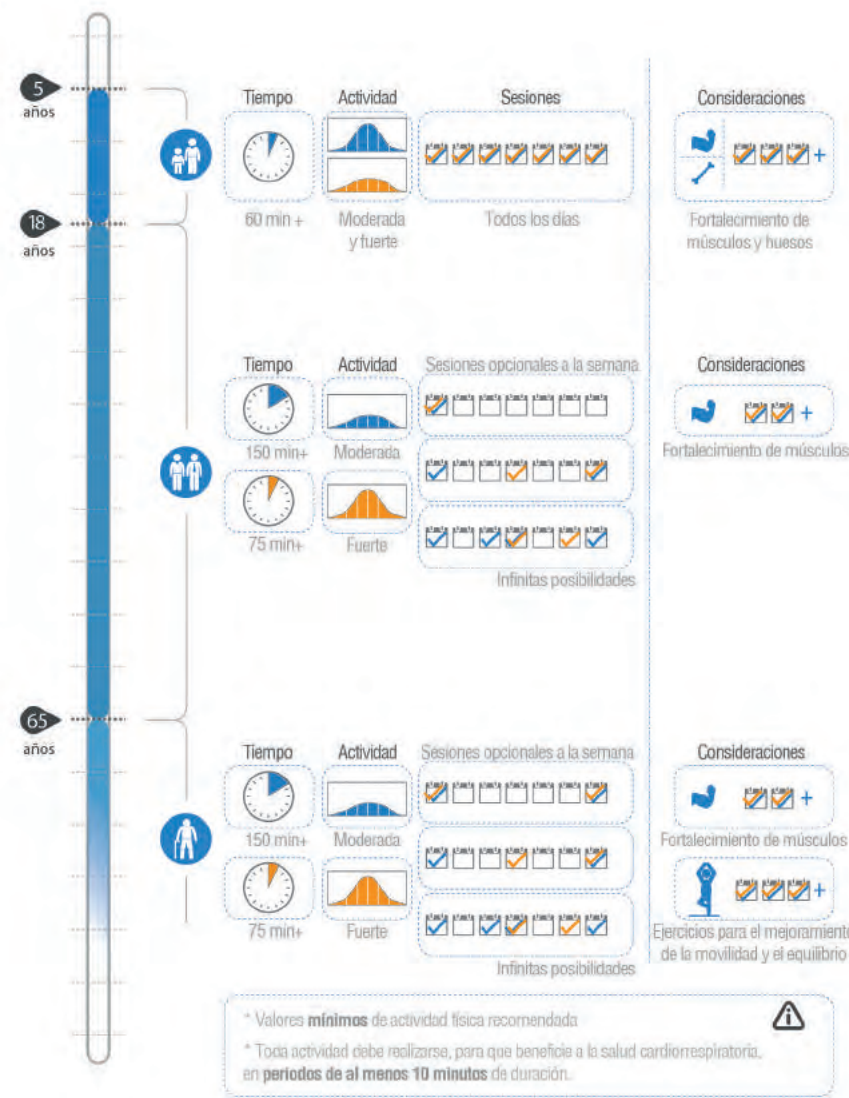 5
años
Tiempo
Actividad
Sesiones
Consideraciones
60 min +
Moderada
y fuerte
Todos los días
+
Fortalecimiento de
músculos y huesos
18
años
Tiempo
Actividad
Sesiones opcionales a la semana
Consideraciones
150 min+
Moderada
+
Fortalecimiento de músculos
75 min+
Fuerte
Infinitas posibilidades
65
años
Tiempo
Actividad
Sesiones opcionales a la semana
Consideraciones
150 min+
Moderada
+
Fortalecimiento de músculos
75 min+
Fuerte
Infinitas posibilidades
+
Ejercicios para el mejoramiento
de la movilidad y el equilibrio
* Valores mínimos de actividad física recomendada
* Toda actividad debe realizarse, para que beneficie a la salud cardiorrespiratoria,
en periodos de al menos 10 minutos de duración.